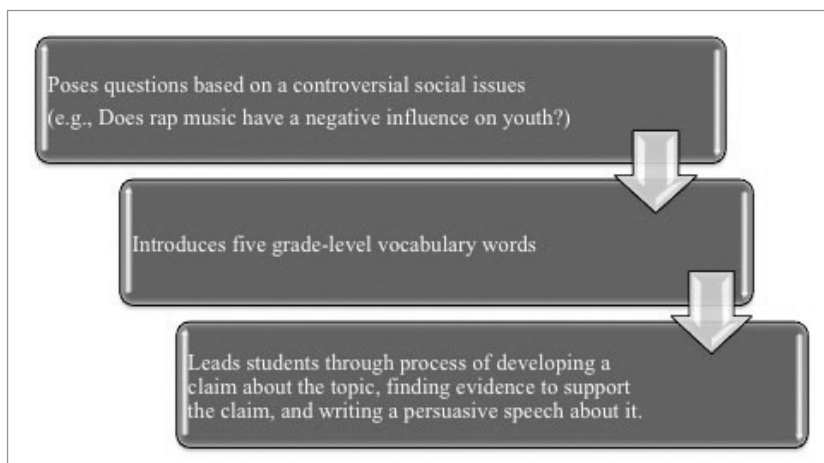 Poses questions based on a controversial social issues
(e.g., Does rap music have a negative influence on youth?)
Introduces five grade-level vocabulary words
Leads students through process of developing a
claim about the topic, finding evidence to support
the claim, and writing a persuasive speech about it.